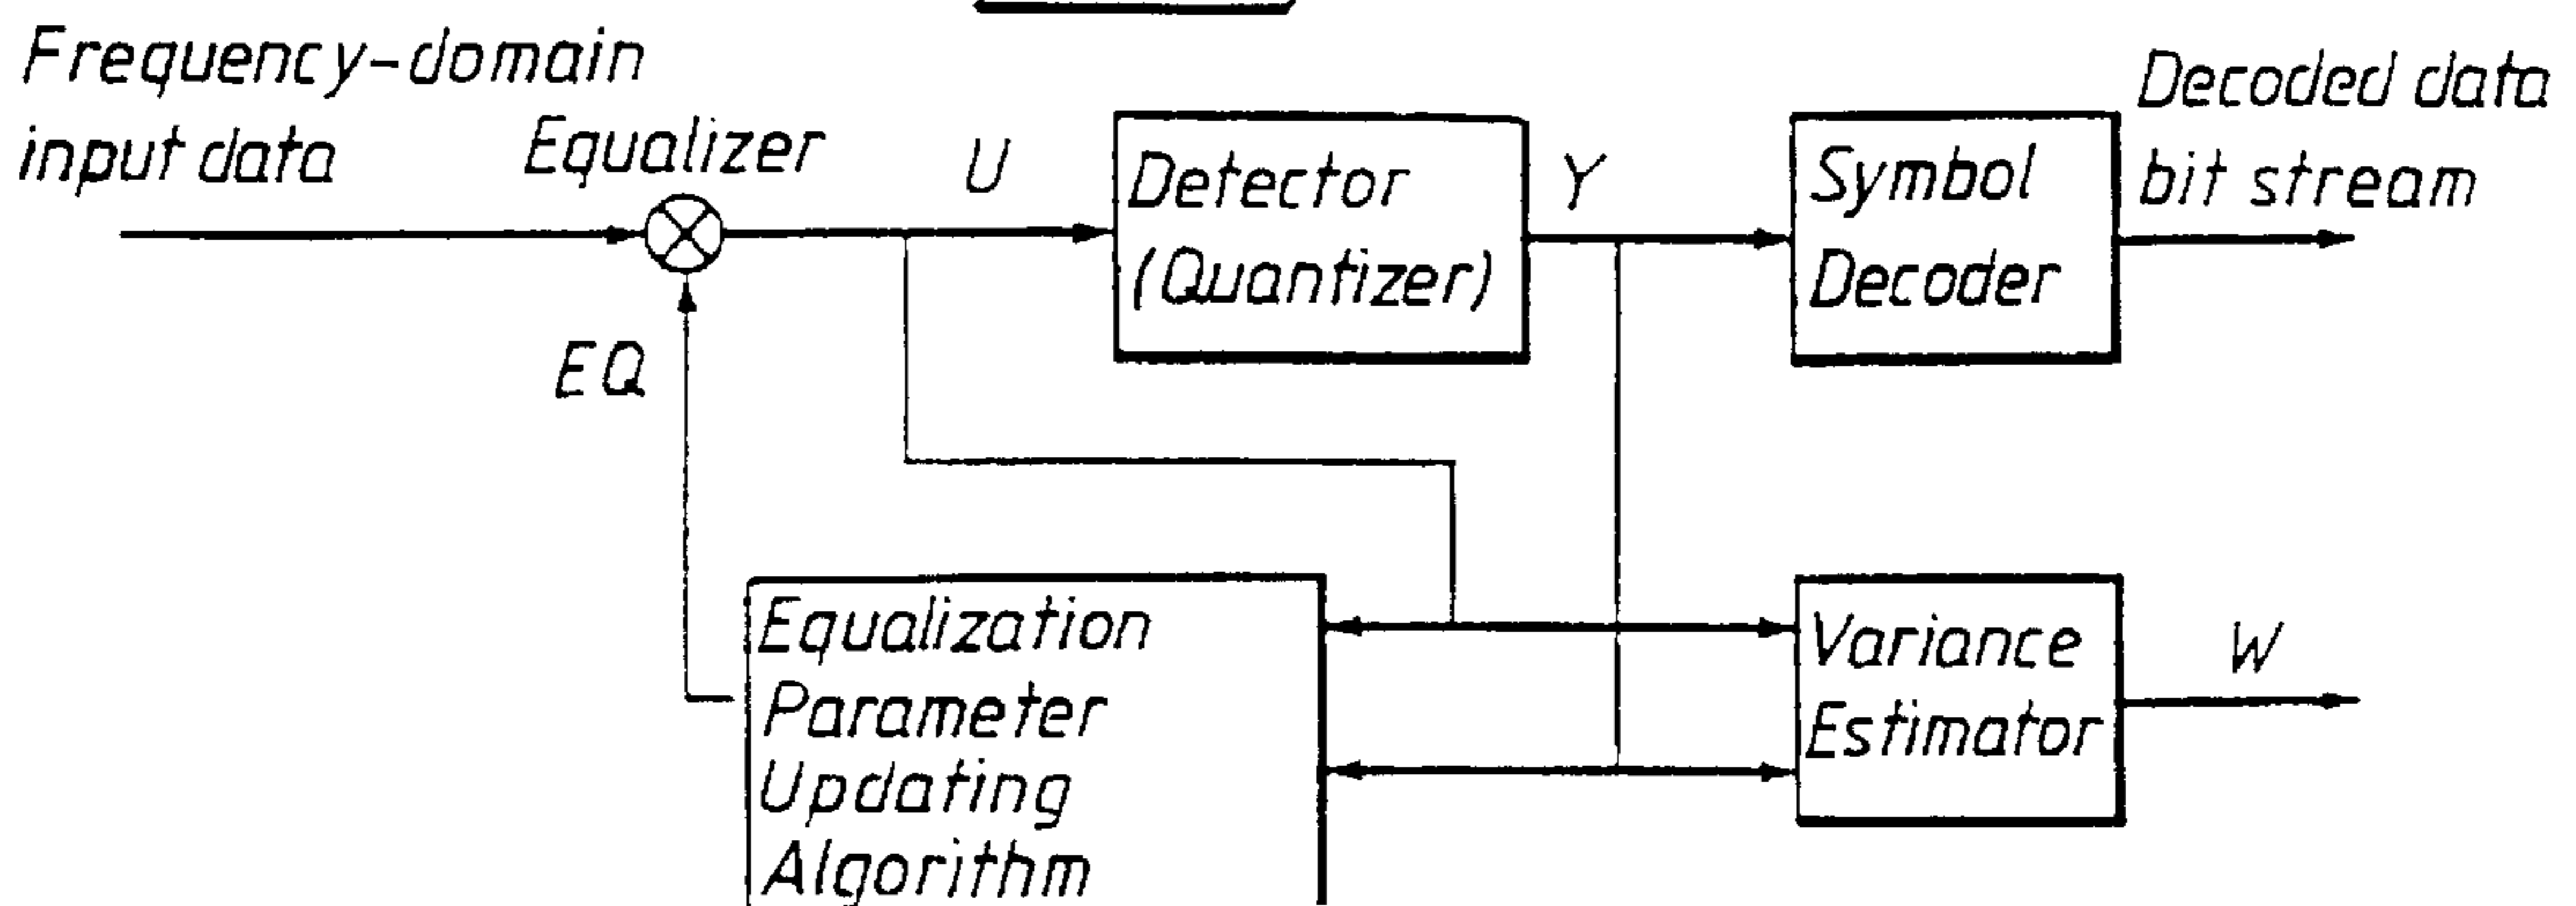 Frequency-domain
input data
Equalizer
U
Detector
(Quantizer)
Y
Symbol
Decoder
Decoded data
bit stream
EQ
Equalization
Parameter
Updating
Algorithm
Variance
Estimator
W